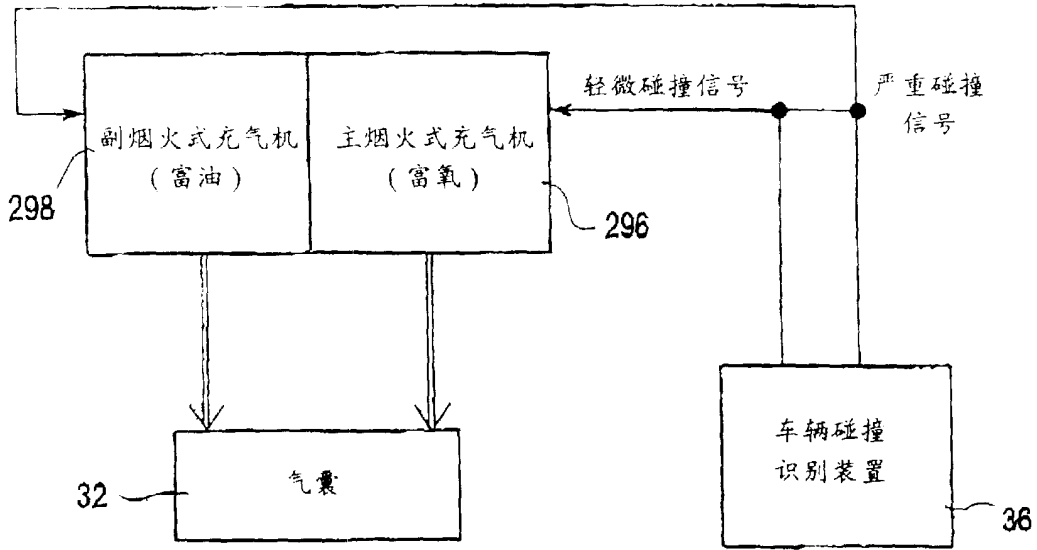 轻微碰撞信号
严重碰撞
信号
副烟火式充气机
(富油)
主烟火式充气机
(富氧)
298
296
车辆碰撞
识别装置
气囊
32
36